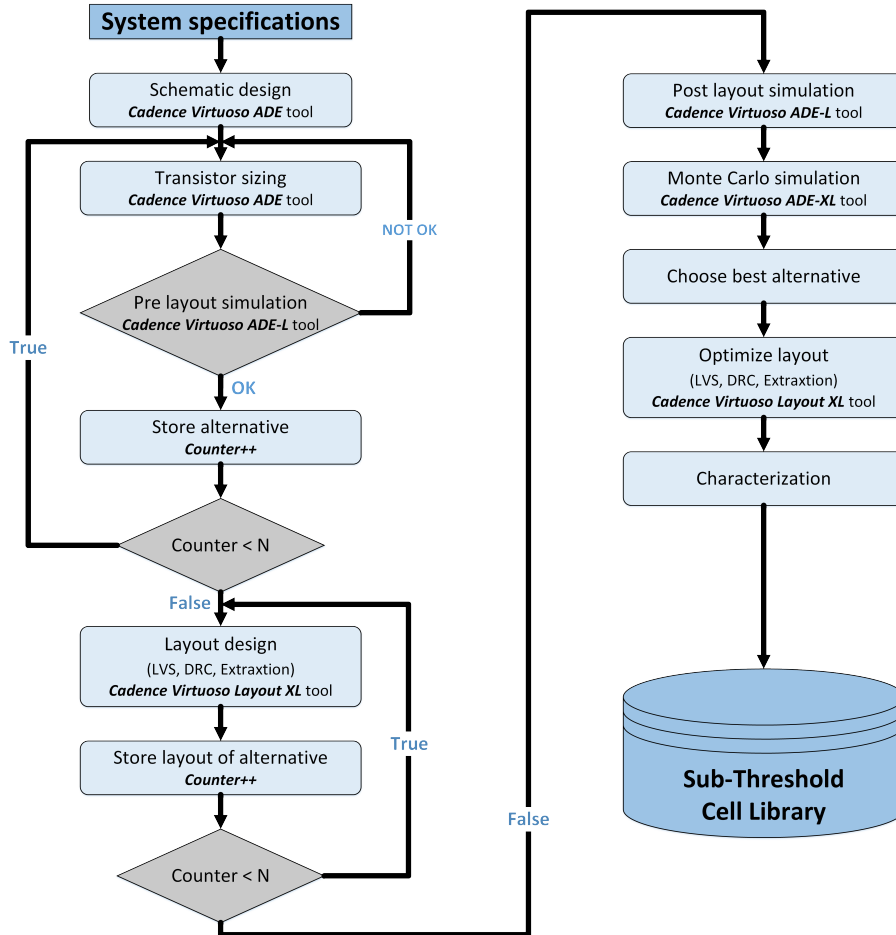 System specifications
Schematic design
Cadence Virtuoso ADE tool
Transistor sizing
Cadence Virtuoso ADE tool
NOT OK
Pre layout simulation
Cadence Virtuoso ADE-L tool
True
OK
Store alternative
Counter++
Counter < N
False
Layout design
(LVS, DRC, Extraxtion)
Cadence Virtuoso Layout XL tool
True
Store layout of alternative
Counter++
Counter < N
False
Post layout simulation
Cadence Virtuoso ADE-L tool
Monte Carlo simulation
Cadence Virtuoso ADE-XL tool
Choose best alternative
Optimize layout
(LVS, DRC, Extraxtion)
Cadence Virtuoso Layout XL tool
Characterization
Sub-Threshold
Cell Library